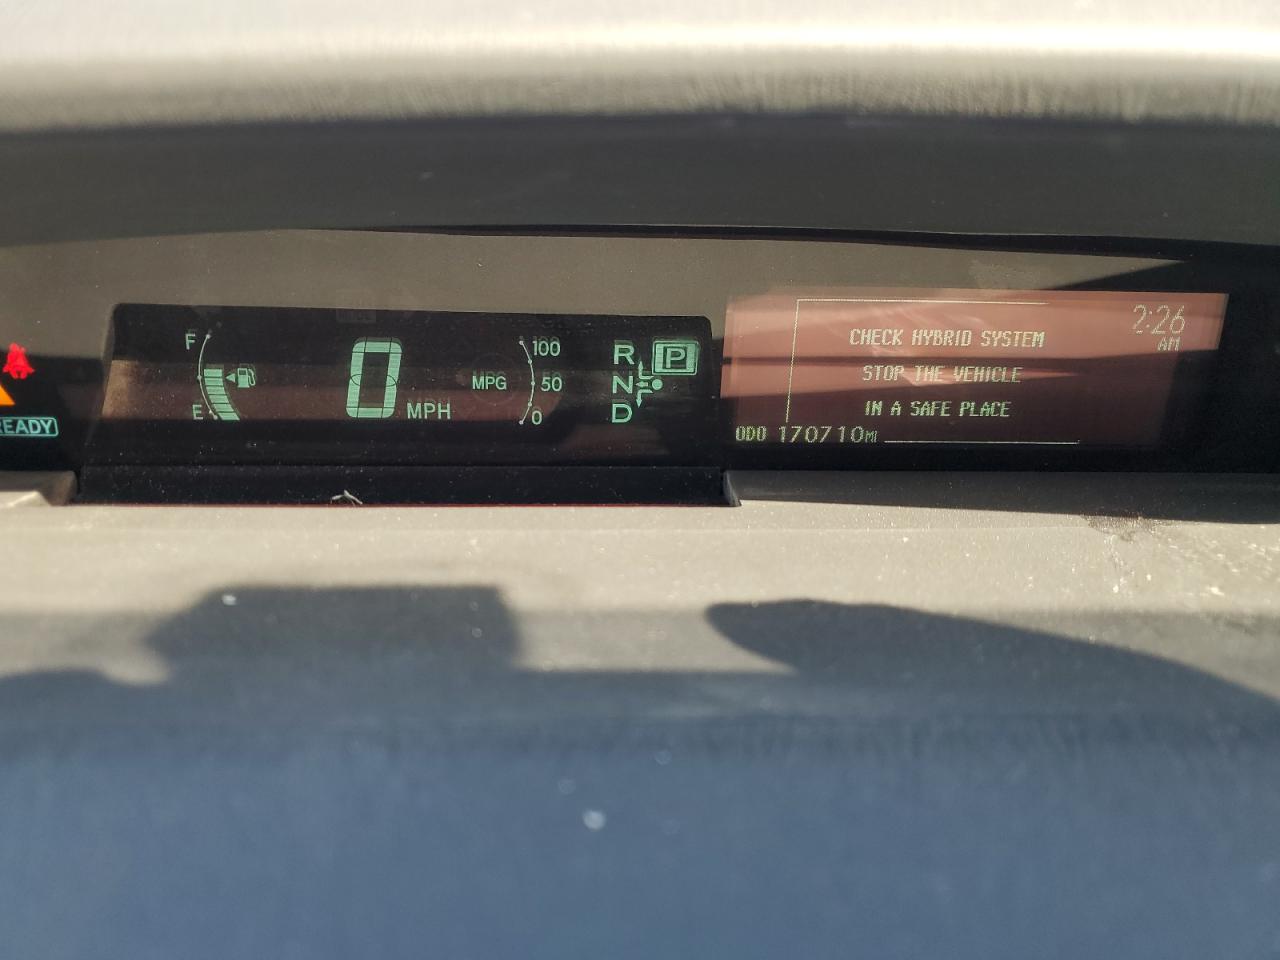 F
E
0
MPH
MPG
100
50
0
R
N
D
P
READY
CHECK HYBRID SYSTEM
STOP THE VEHICLE
IN A SAFE PLACE
2:26
AM
ODO 170710MI